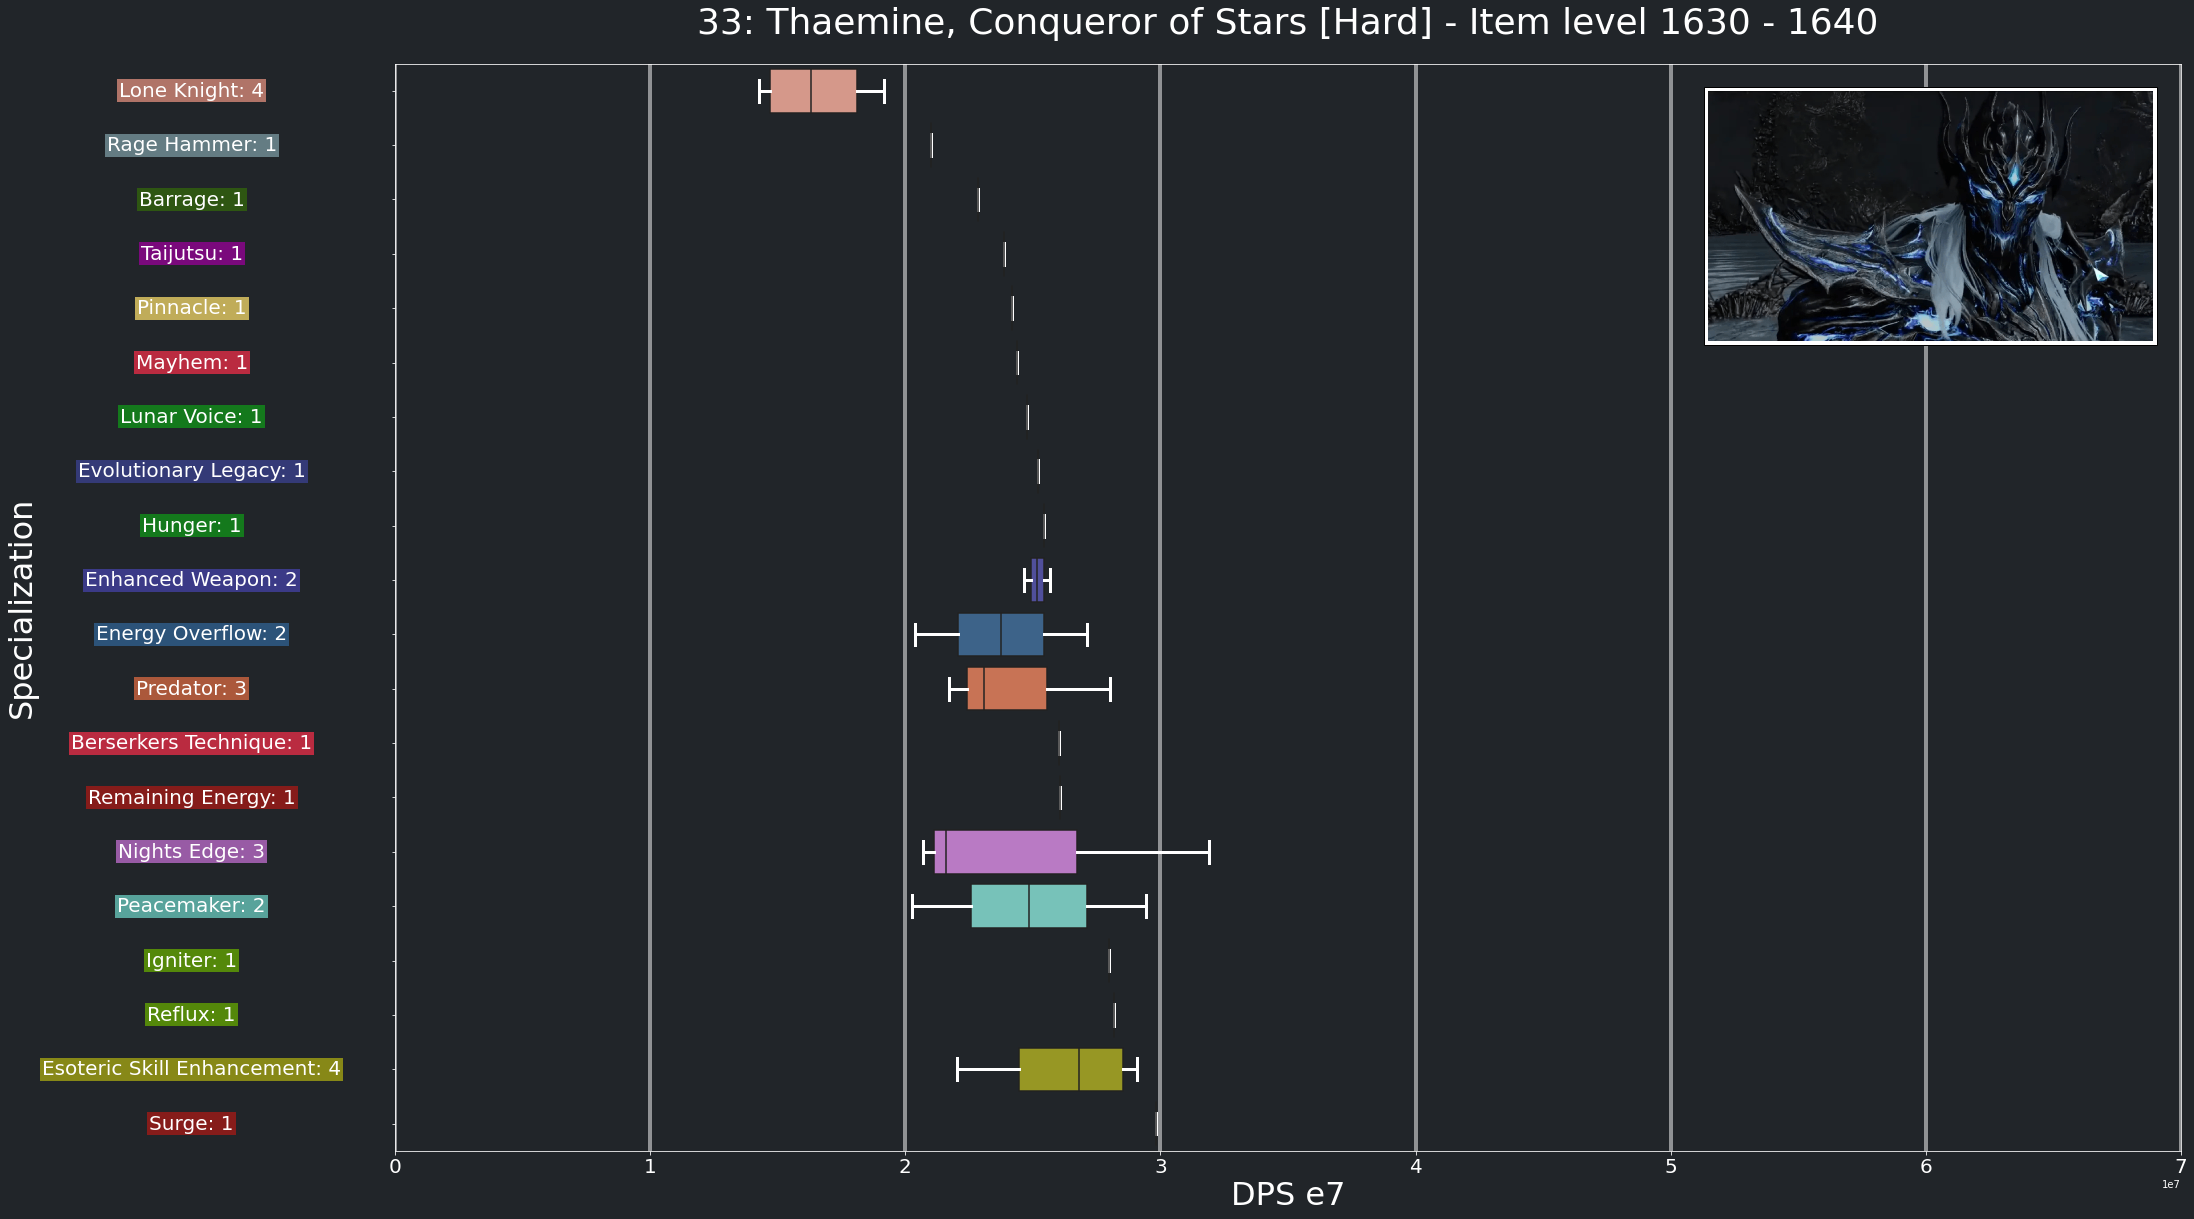 33: Thaemine, Conqueror of Stars [Hard] - Item level 1630 - 1640
Specialization
Lone Knight: 4
Rage Hammer: 1
Barrage: 1
Taijutsu: 1
Pinnacle: 1
Mayhem: 1
Lunar Voice: 1
Evolutionary Legacy: 1
Hunger: 1
Enhanced Weapon: 2
Energy Overflow: 2
Predator: 3
Berserkers Technique: 1
Remaining Energy: 1
Nights Edge: 3
Peacemaker: 2
Igniter: 1
Reflux: 1
Esoteric Skill Enhancement: 4
Surge: 1
0 1 2 3 4 5 6 7
1e7
DPS e7